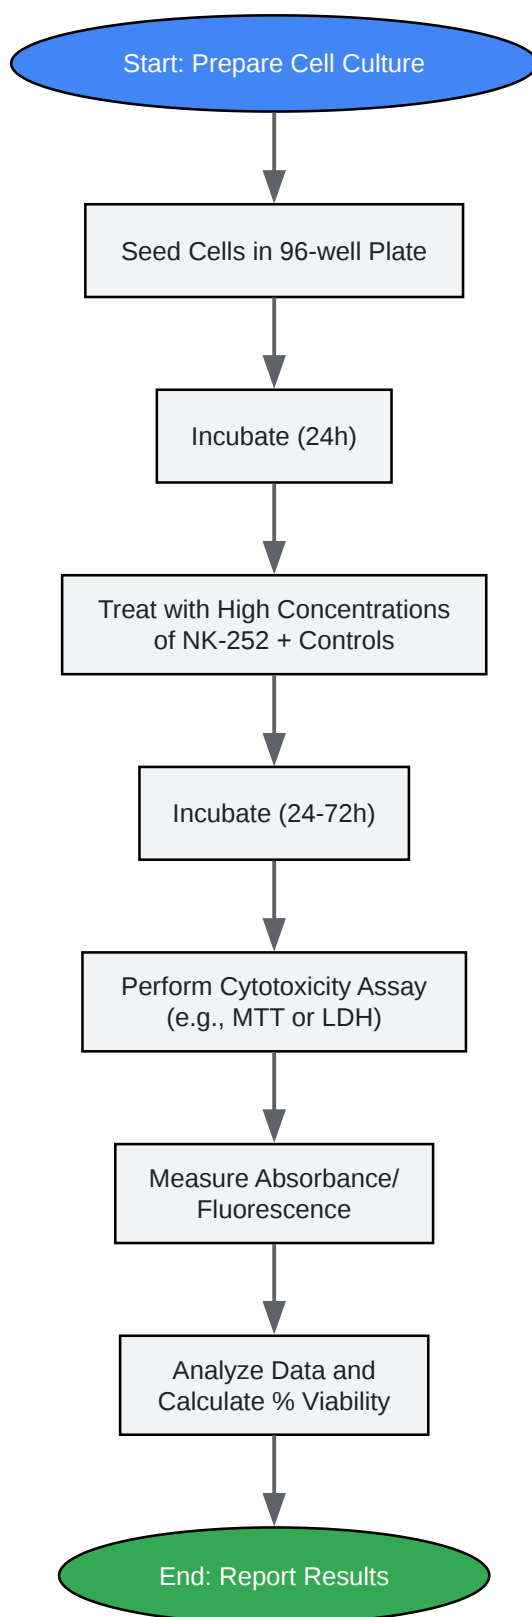 Start: Prepare Cell Culture
Seed Cells in 96-well Plate
Incubate (24h)
Treat with High Concentrations
of NK-252 + Controls
Incubate (24-72h)
Perform Cytotoxicity Assay
(e.g., MTT or LDH)
Measure Absorbance/
Fluorescence
Analyze Data and
Calculate % Viability
End: Report Results